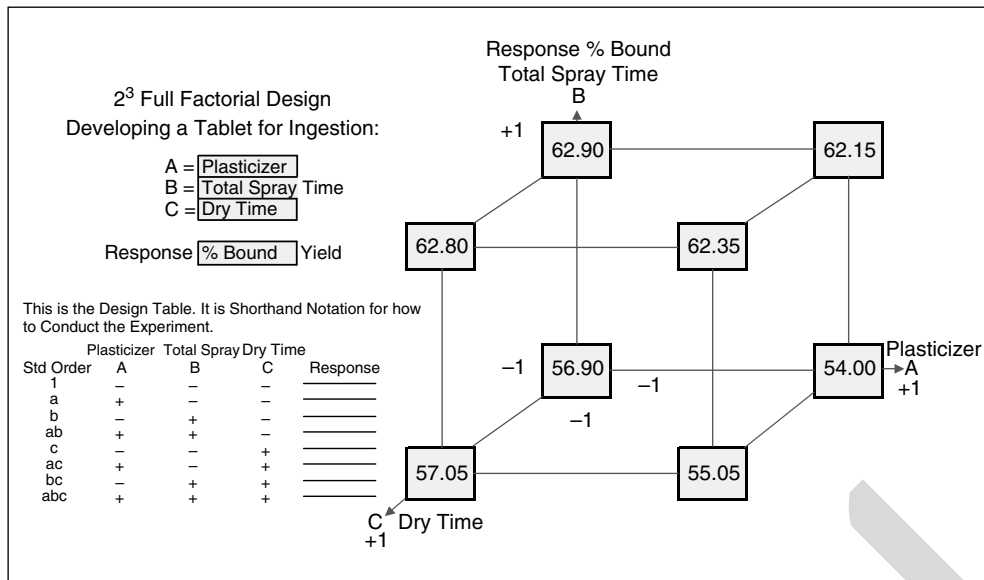 2³ Full Factorial Design
Developing a Tablet for Ingestion:
A = Plasticizer
B = Total Spray Time
C = Dry Time
Response % Bound Yield
This is the Design Table. It is Shorthand Notation for how
to Conduct the Experiment.
Plasticizer Total Spray Dry Time
Std Order A B C Response
1 – – –
a + – –
b – + –
ab + + –
c – – +
ac + – +
bc – + +
abc + + +
Response % Bound
Total Spray Time
B
+1
62.90 62.15
62.80 62.35
–1 56.90 –1 54.00
–1
Plasticizer
A
+1
57.05 55.05
C Dry Time
+1